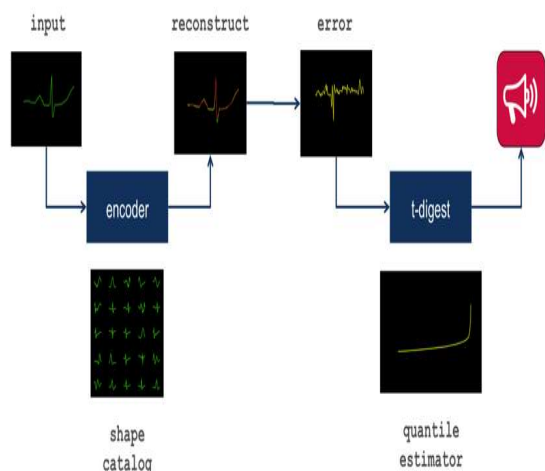 input
reconstruct
error
encoder
t-digest
shape
catalog
quantile
estimator